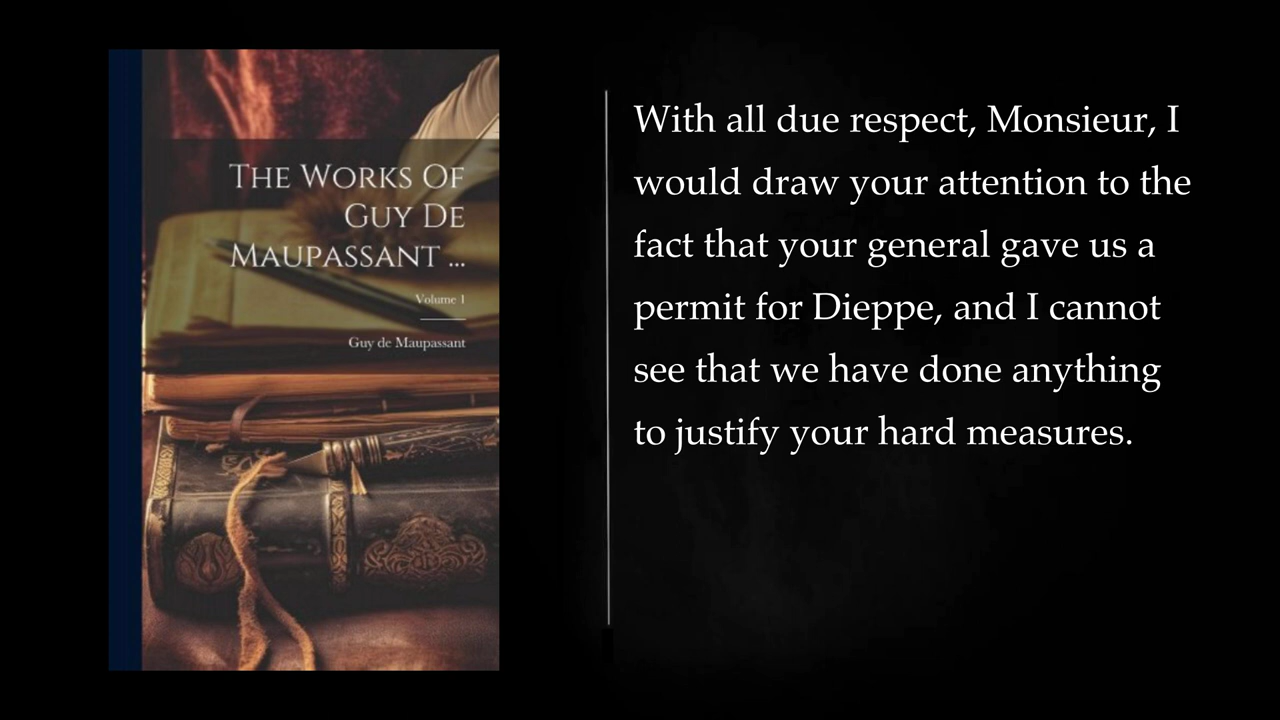 The Works Of
Guy De
Maupassant ...
Volume 1
Guy de Maupassant
With all due respect, Monsieur, I
would draw your attention to the
fact that your general gave us a
permit for Dieppe, and I cannot
see that we have done anything
to justify your hard measures.